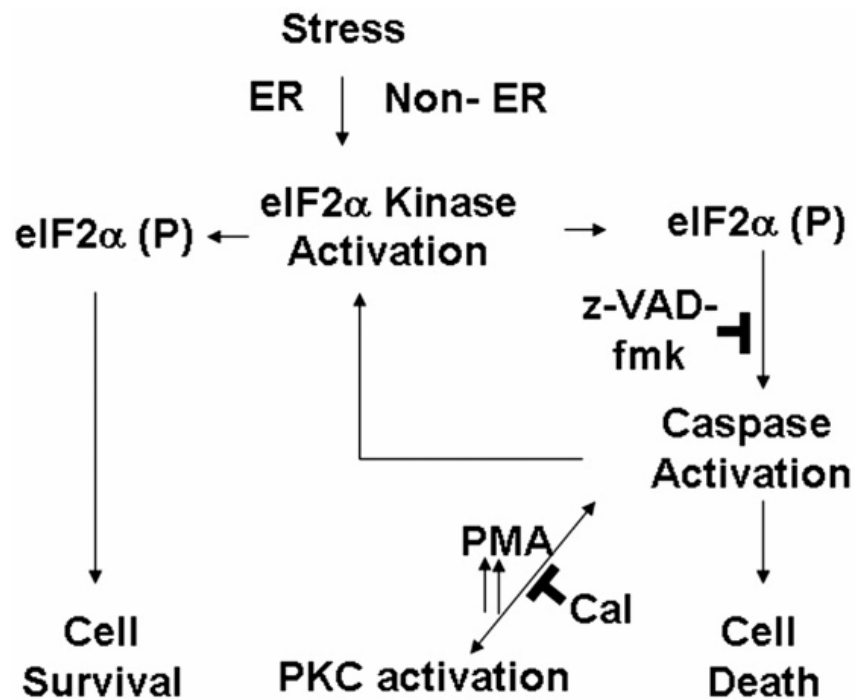 Stress
ER Non- ER
eIF2α Kinase
Activation
eIF2α (P)
eIF2α (P)
z-VAD-
fmk
Caspase
Activation
PMA
Cal
Cell
Survival
PKC activation
Cell
Death